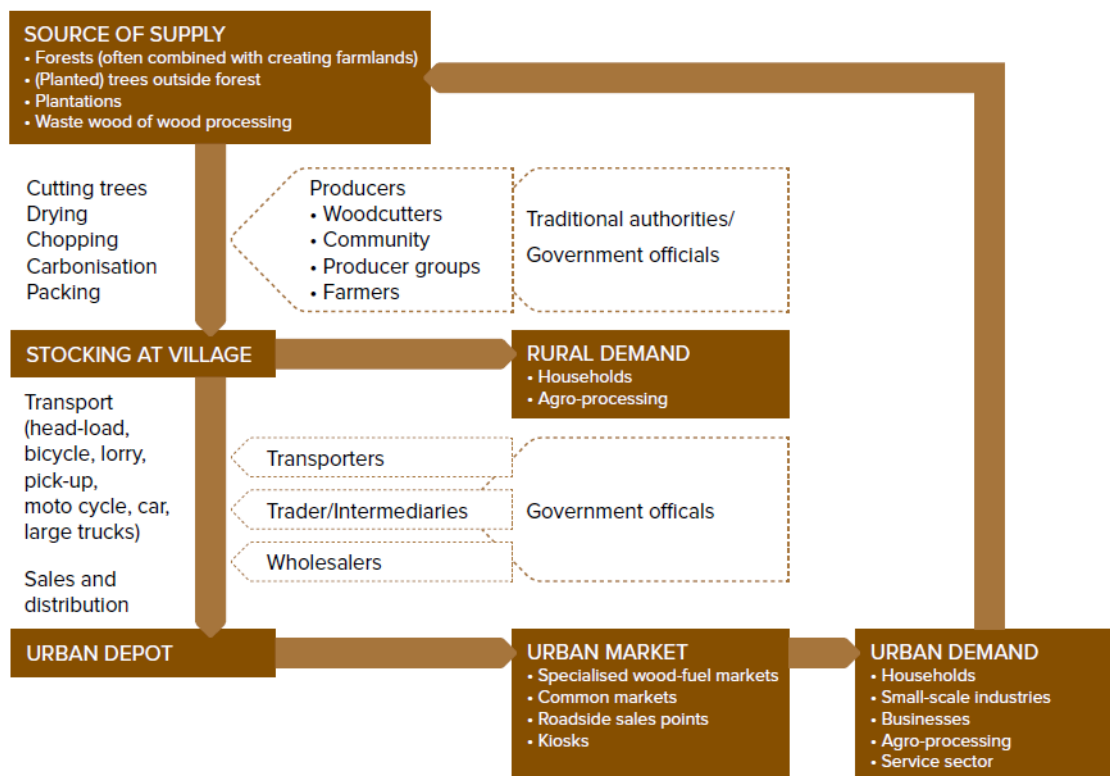 SOURCE OF SUPPLY
• Forests (often combined with creating farmlands)
• (Planted) trees outside forest
• Plantations
• Waste wood of wood processing
Cutting trees
Drying
Chopping
Carbonisation
Packing
Producers
• Woodcutters
• Community
• Producer groups
• Farmers
Traditional authorities/
Government officials
STOCKING AT VILLAGE
RURAL DEMAND
• Households
• Agro-processing
Transport
(head-load,
bicycle, lorry,
pick-up,
moto cycle, car,
large trucks)
Sales and
distribution
Transporters
Trader/Intermediaries
Wholesalers
Government officals
URBAN DEPOT
URBAN MARKET
• Specialised wood-fuel markets
• Common markets
• Roadside sales points
• Kiosks
URBAN DEMAND
• Households
• Small-scale industries
• Businesses
• Agro-processing
• Service sector